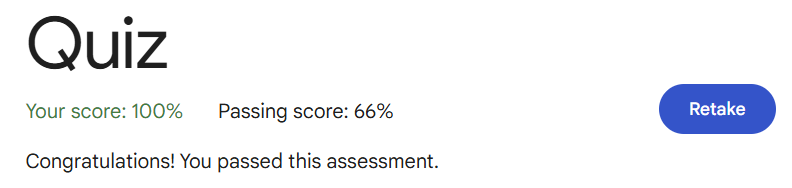 Quiz
Your score: 100% Passing score: 66%
Retake
Congratulations! You passed this assessment.